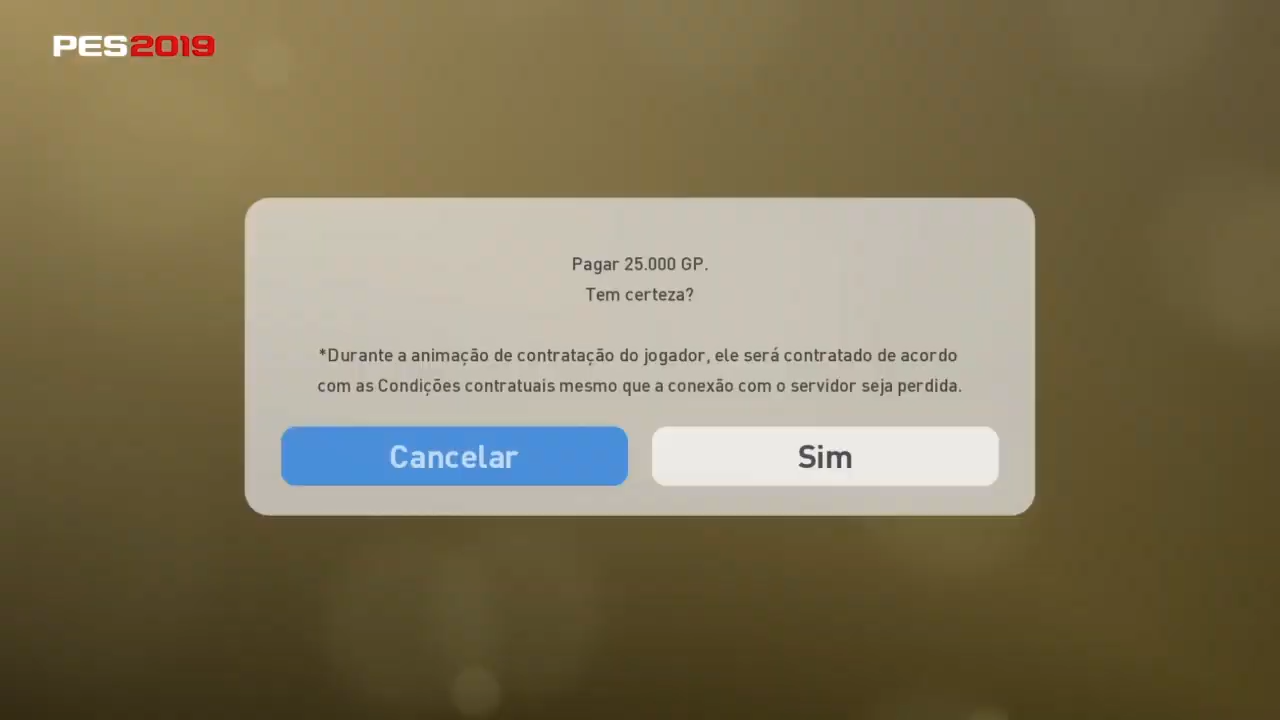 PES2019
Pagar 25.000 GP.
Tem certeza?
*Durante a animação de contratação do jogador, ele será contratado de acordo
com as Condições contratuais mesmo que a conexão com o servidor seja perdida.
Cancelar
Sim